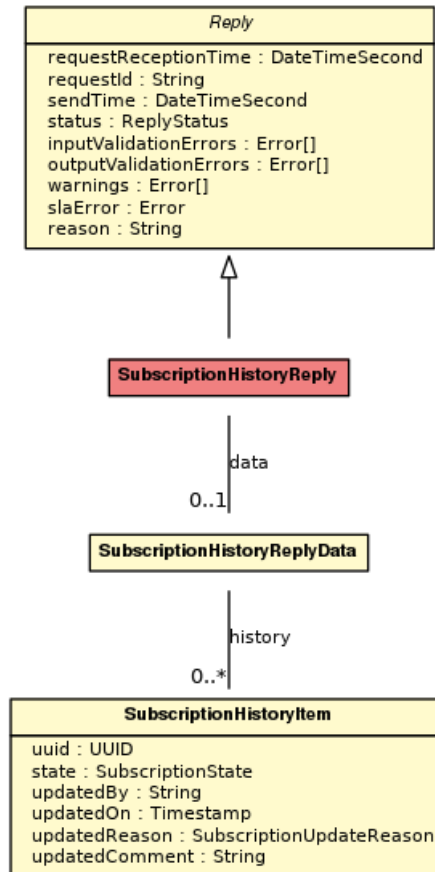 Reply
requestReceptionTime : DateTimeSecond
requestId : String
sendTime : DateTimeSecond
status : ReplyStatus
inputValidationErrors : Error[]
outputValidationErrors : Error[]
warnings : Error[]
slaError : Error
reason : String
SubscriptionHistoryReply
data
0..1
SubscriptionHistoryReplyData
history
0..*
SubscriptionHistoryItem
uuid : UUID
state : SubscriptionState
updatedBy : String
updatedOn : Timestamp
updatedReason : SubscriptionUpdateReason
updatedComment : String